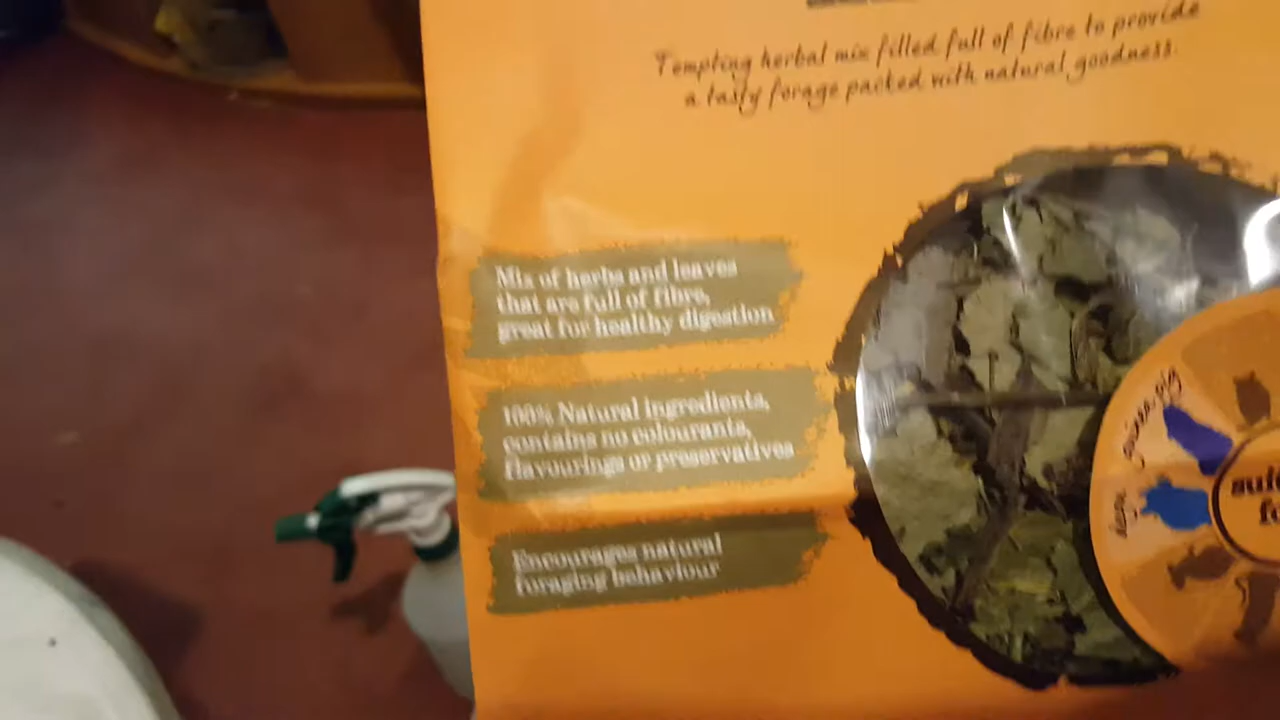 Tempting herbal mix filled full of fibre to provide
a tasty forage packed with natural goodness.
Mix of herbs and leaves
that are full of fibre,
great for healthy digestion
100% Natural ingredients,
contains no colourants,
flavourings or preservatives
Encourages natural
foraging behaviour
guinea pig